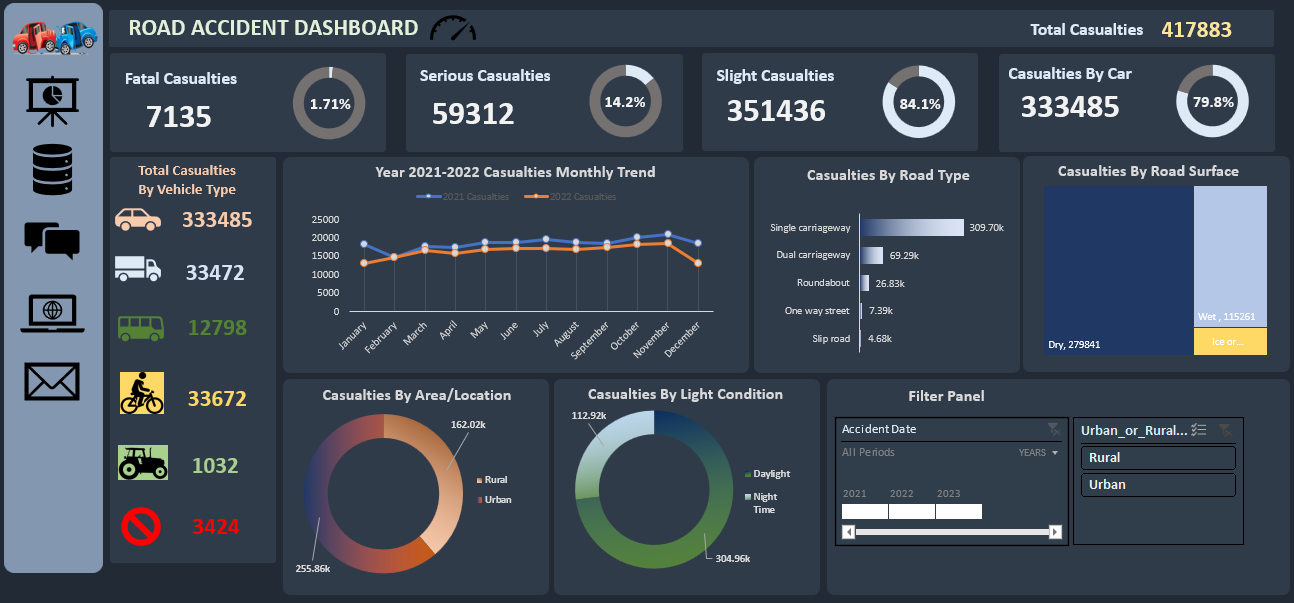 ROAD ACCIDENT DASHBOARD
Total Casualties 417883
Fatal Casualties
7135
1.71%
Serious Casualties
59312
14.2%
Slight Casualties
351436
84.1%
Casualties By Car
333485
79.8%
Total Casualties
By Vehicle Type
333485
33472
12798
33672
1032
3424
Year 2021-2022 Casualties Monthly Trend
2021 Casualties 2022 Casualties
25000
20000
15000
10000
5000
0
January
February
March
April
May
June
July
August
September
October
November
December
Casualties By Road Type
Single carriageway 309.70k
Dual carriageway 69.29k
Roundabout 26.83k
One way street 7.39k
Slip road 4.68k
Casualties By Road Surface
Dry, 279841
Wet , 115261
Ice or...
Casualties By Area/Location
162.02k
Rural
Urban
255.86k
Casualties By Light Condition
112.92k
Daylight
Night
Time
304.96k
Filter Panel
Accident Date
All Periods YEARS
2021 2022 2023
Urban_or_Rural...
Rural
Urban